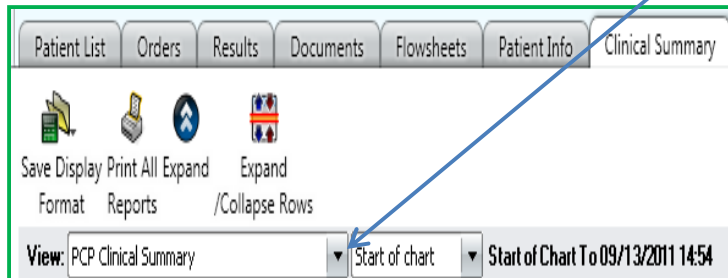 Patient List Orders Results Documents Flowsheets Patient Info Clinical Summary
Save Display Print All Expand Expand
Format Reports /Collapse Rows
View: PCP Clinical Summary Start of chart Start of Chart To 09/13/2011 14:54